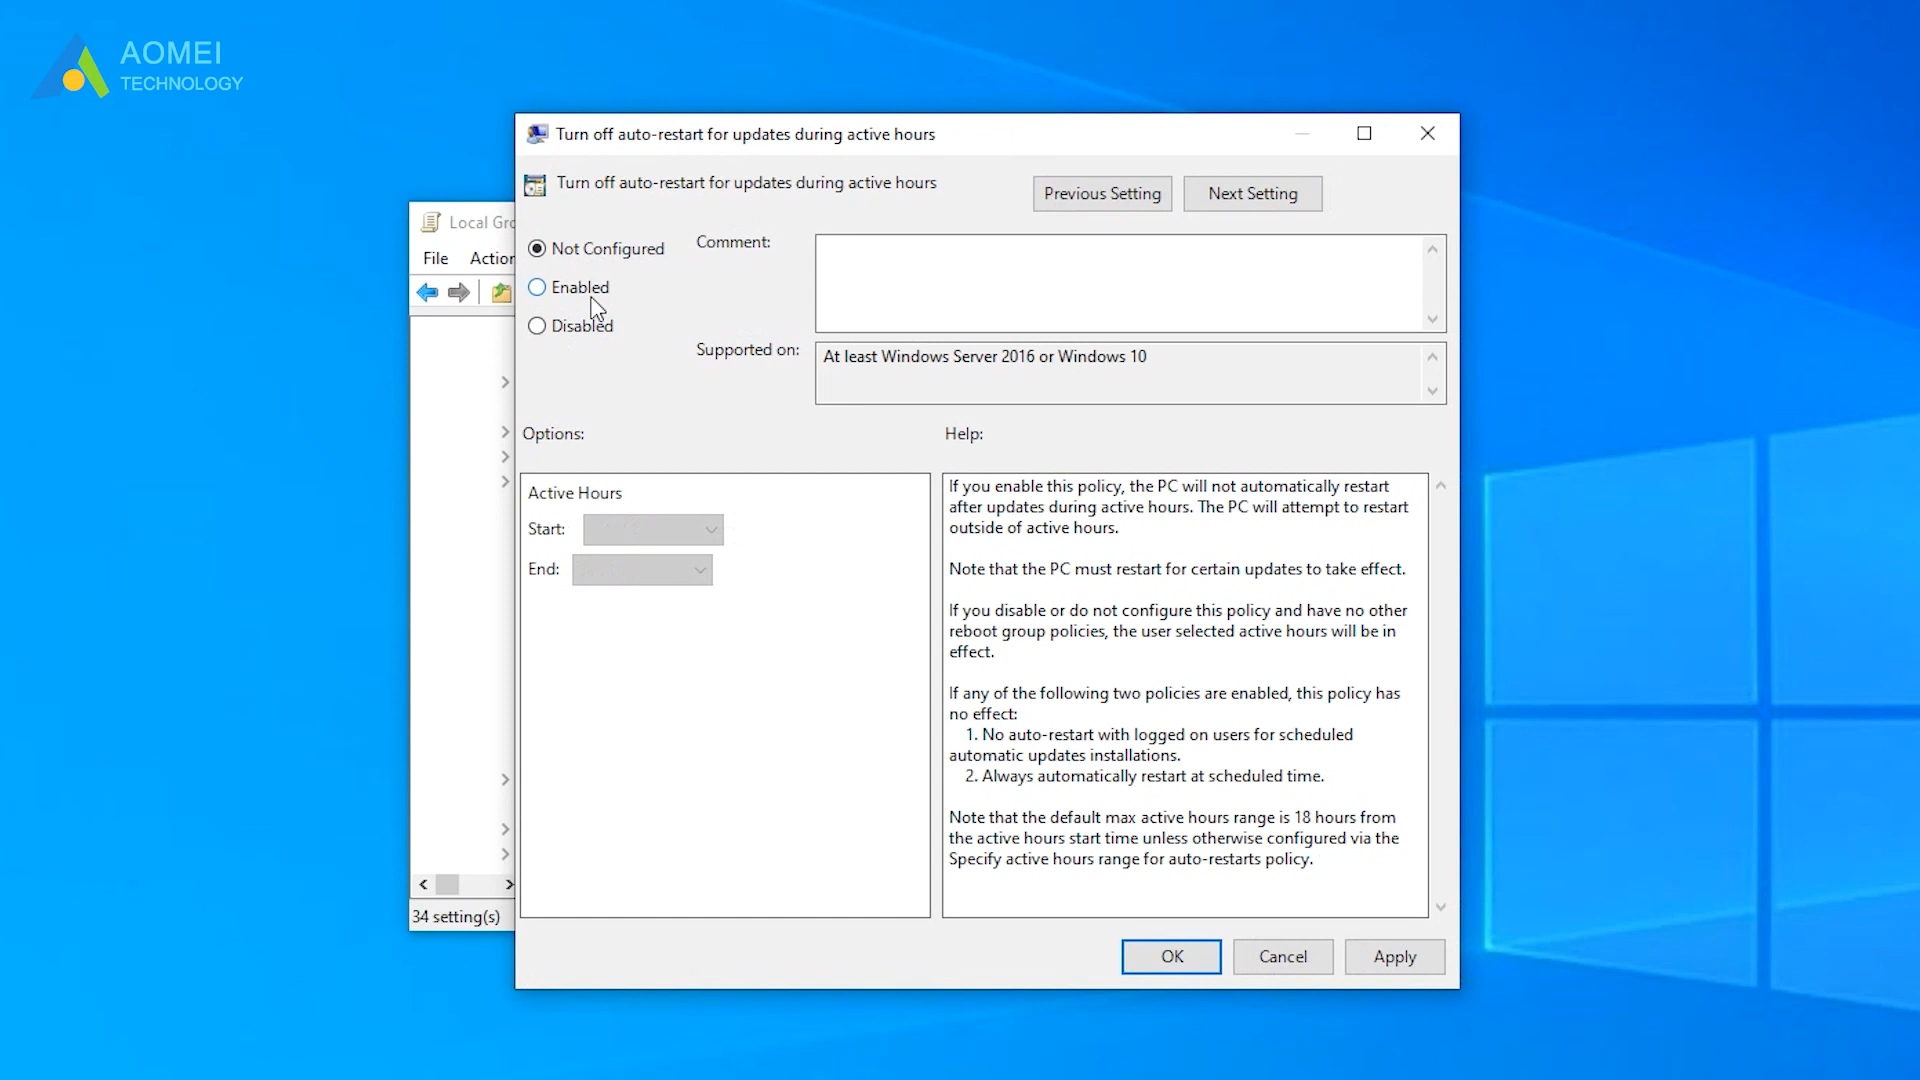 AOMEI
TECHNOLOGY
Turn off auto-restart for updates during active hours
Turn off auto-restart for updates during active hours
Previous Setting
Next Setting
Local Gro
File
Action
Not Configured
Enabled
Disabled
Comment:
Supported on:
At least Windows Server 2016 or Windows 10
Options:
Help:
Active Hours
Start:
End:
If you enable this policy, the PC will not automatically restart
after updates during active hours. The PC will attempt to restart
outside of active hours.
Note that the PC must restart for certain updates to take effect.
If you disable or do not configure this policy and have no other
reboot group policies, the user selected active hours will be in
effect.
If any of the following two policies are enabled, this policy has
no effect:
1. No auto-restart with logged on users for scheduled
automatic updates installations.
2. Always automatically restart at scheduled time.
Note that the default max active hours range is 18 hours from
the active hours start time unless otherwise configured via the
Specify active hours range for auto-restarts policy.
34 setting(s)
OK
Cancel
Apply